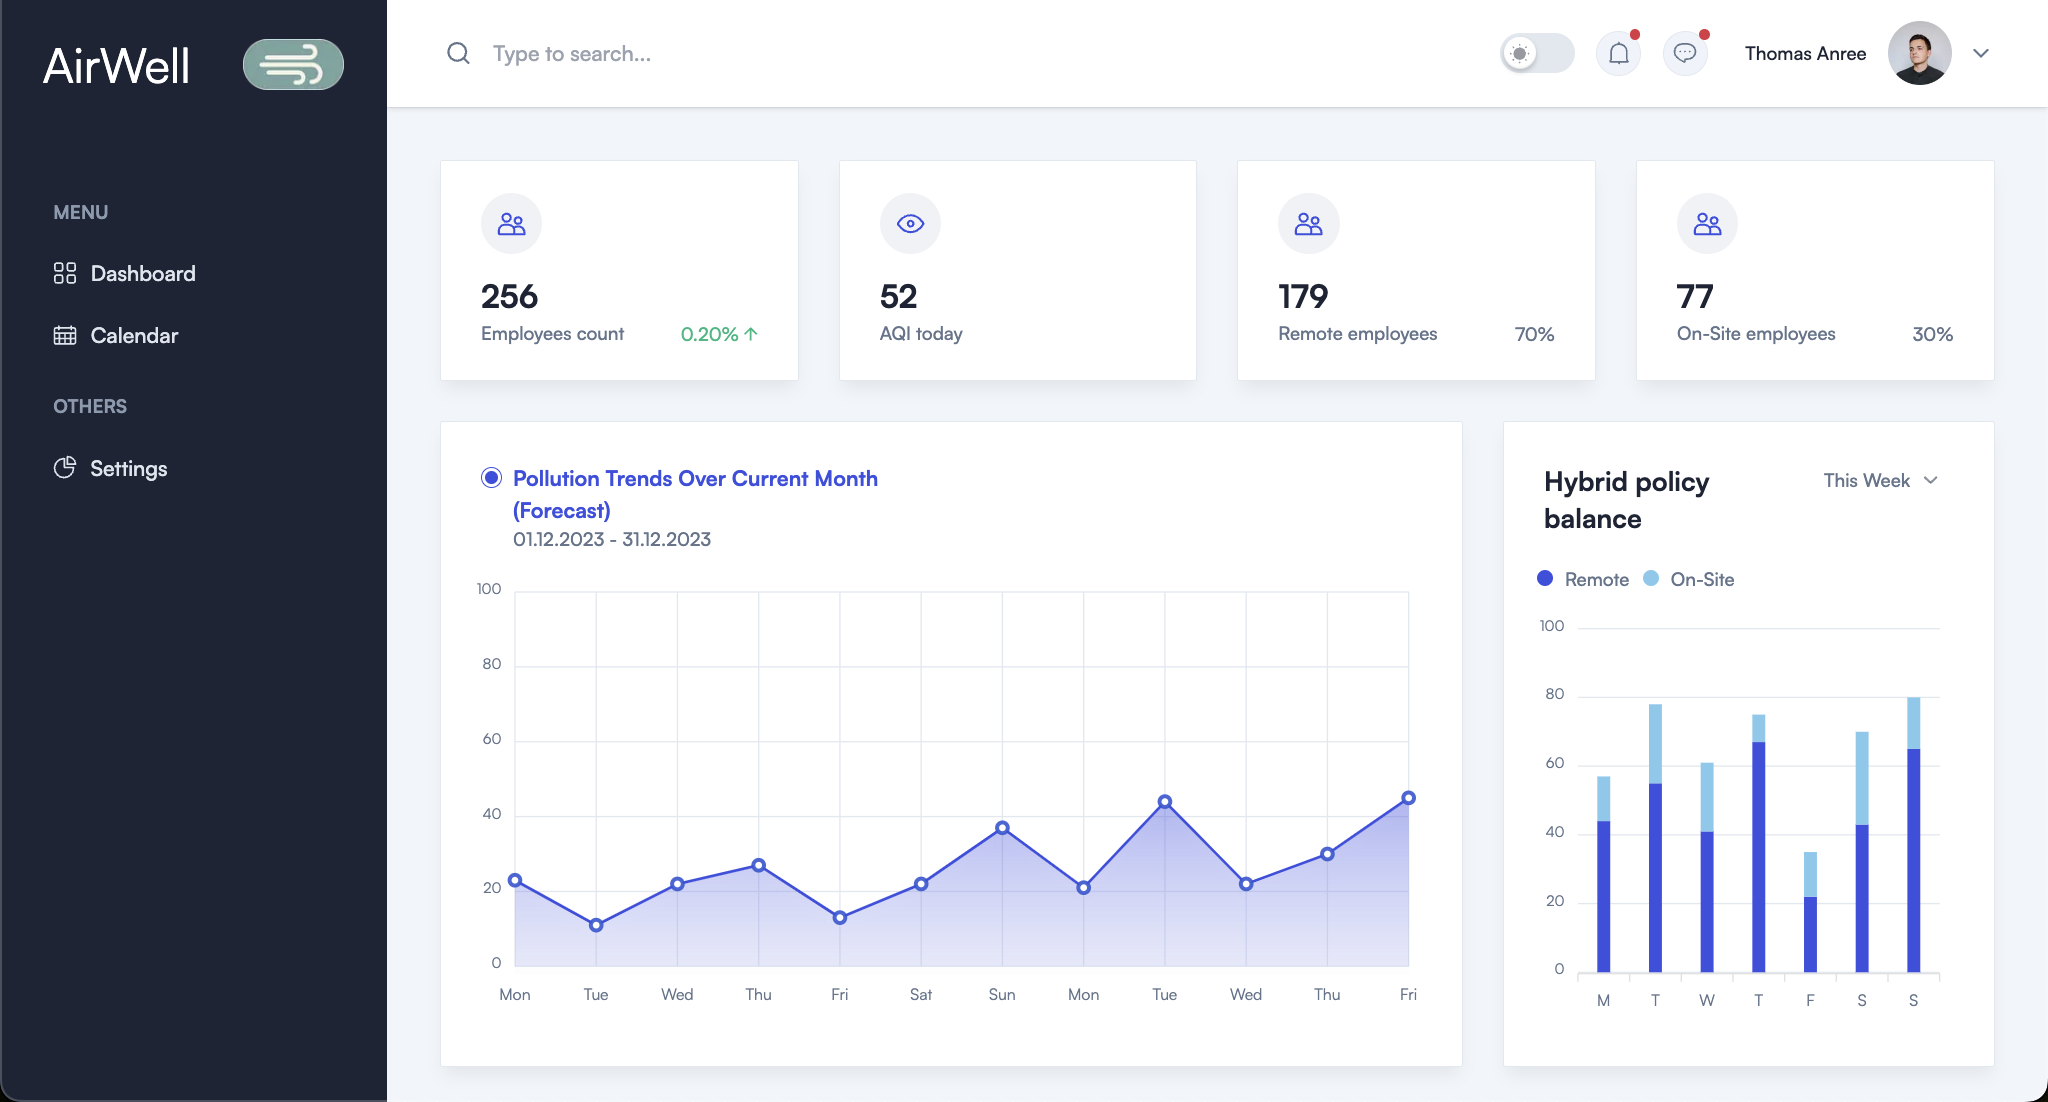 AirWell
Type to search...
Thomas Anree
MENU
Dashboard
Calendar
OTHERS
Settings
256
Employees count
0.20%
52
AQI today
179
Remote employees
70%
77
On-Site employees
30%
Pollution Trends Over Current Month
(Forecast)
01.12.2023 - 31.12.2023
100
80
60
40
20
0
Mon Tue Wed Thu Fri Sat Sun Mon Tue Wed Thu Fri
Hybrid policy
balance
This Week
Remote On-Site
100
80
60
40
20
0
M T W T F S S